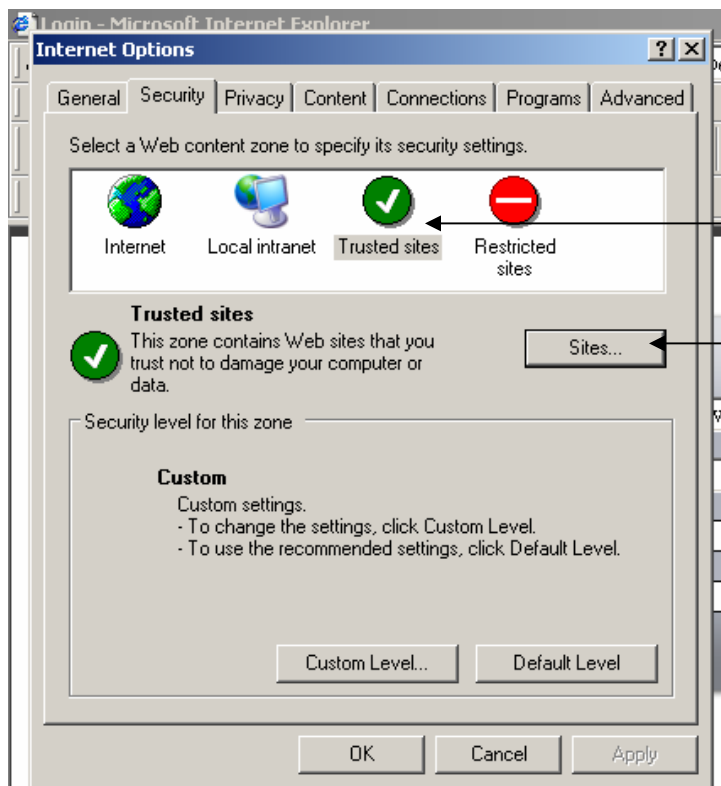 Login - Microsoft Internet Explorer
Internet Options
General Security Privacy Content Connections Programs Advanced
Select a Web content zone to specify its security settings.
Internet Local intranet Trusted sites Restricted sites
Trusted sites
This zone contains Web sites that you
trust not to damage your computer or
data.
Sites...
Security level for this zone
Custom
Custom settings.
- To change the settings, click Custom Level.
- To use the recommended settings, click Default Level.
Custom Level... Default Level
OK Cancel Apply